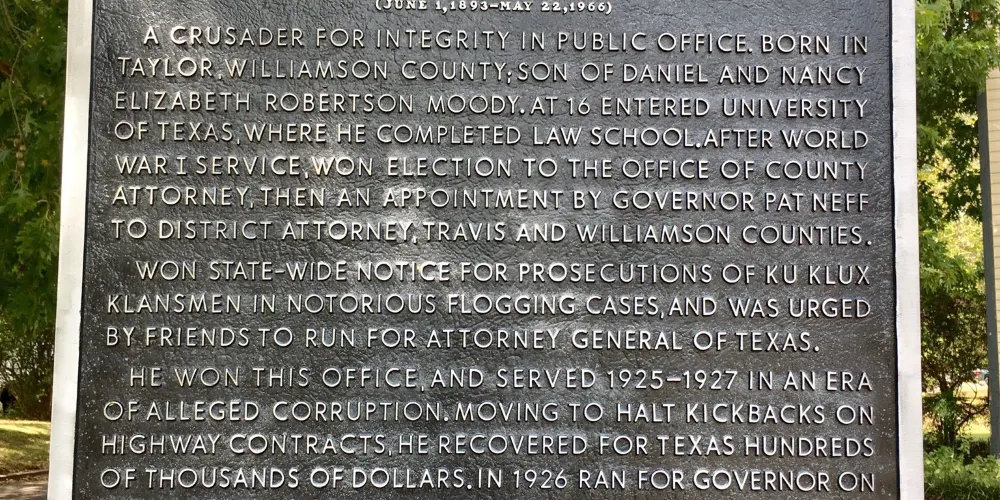 (JUNE 1,1893-MAY 22,1966)
A CRUSADER FOR INTEGRITY IN PUBLIC OFFICE. BORN IN
TAYLOR, WILLIAMSON COUNTY; SON OF DANIEL AND NANCY
ELIZABETH ROBERTSON MOODY. AT 16 ENTERED UNIVERSITY
OF TEXAS, WHERE HE COMPLETED LAW SCHOOL. AFTER WORLD
WAR I SERVICE, WON ELECTION TO THE OFFICE OF COUNTY
ATTORNEY, THEN AN APPOINTMENT BY GOVERNOR PAT NEFF
TO DISTRICT ATTORNEY, TRAVIS AND WILLIAMSON COUNTIES.
WON STATE-WIDE NOTICE FOR PROSECUTIONS OF KU KLUX
KLANSMEN IN NOTORIOUS FLOGGING CASES, AND WAS URGED
BY FRIENDS TO RUN FOR ATTORNEY GENERAL OF TEXAS.
HE WON THIS OFFICE, AND SERVED 1925-1927 IN AN ERA
OF ALLEGED CORRUPTION. MOVING TO HALT KICKBACKS ON
HIGHWAY CONTRACTS, HE RECOVERED FOR TEXAS HUNDREDS
OF THOUSANDS OF DOLLARS. IN 1926 RAN FOR GOVERNOR ON